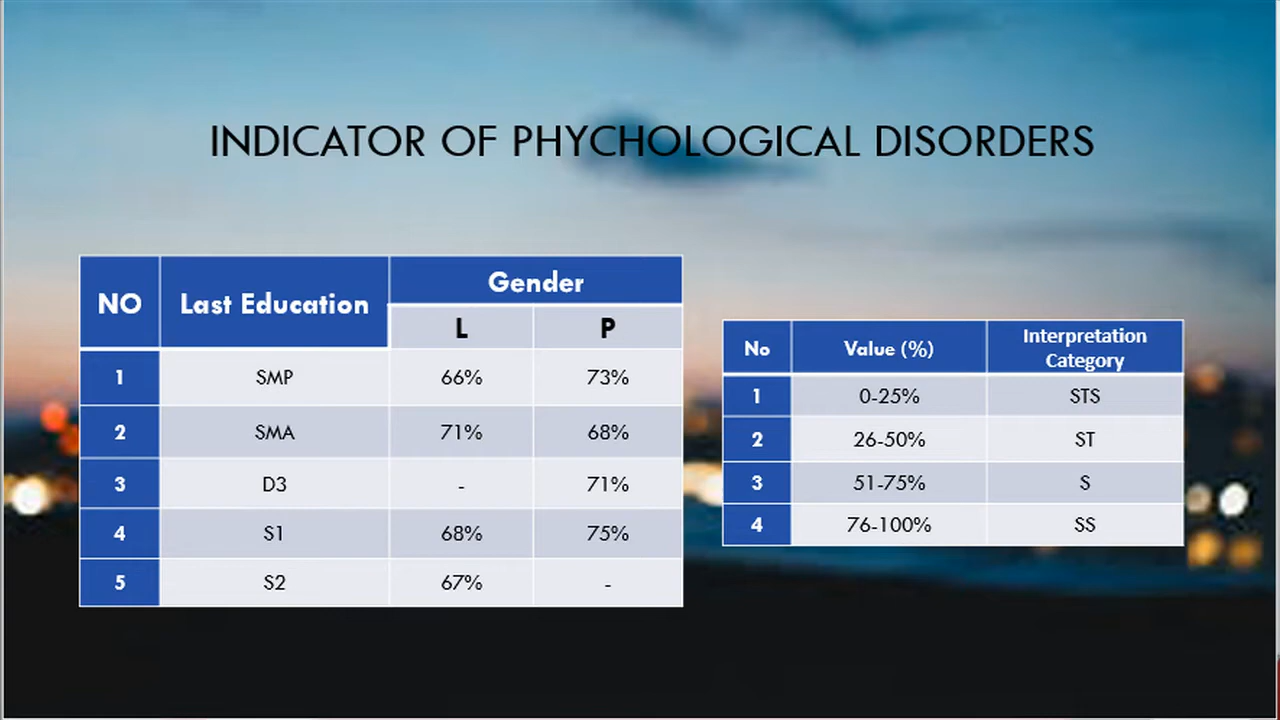 INDICATOR OF PHYCHOLOGICAL DISORDERS
NO Last Education Gender
L P
1 SMP 66% 73%
2 SMA 71% 68%
3 D3 - 71%
4 S1 68% 75%
5 S2 67% -
No Value (%) Interpretation
Category
1 0-25% STS
2 26-50% ST
3 51-75% S
4 76-100% SS